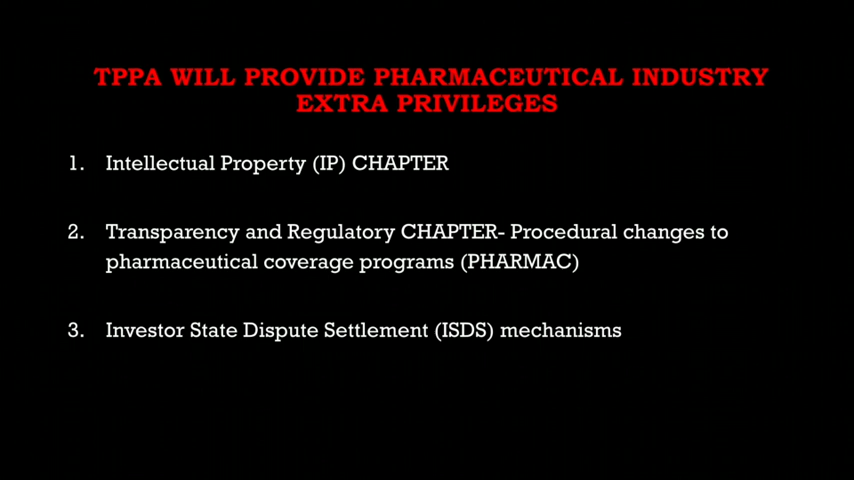 TPPA WILL PROVIDE PHARMACEUTICAL INDUSTRY
EXTRA PRIVILEGES
1. Intellectual Property (IP) CHAPTER
2. Transparency and Regulatory CHAPTER- Procedural changes to
pharmaceutical coverage programs (PHARMAC)
3. Investor State Dispute Settlement (ISDS) mechanisms